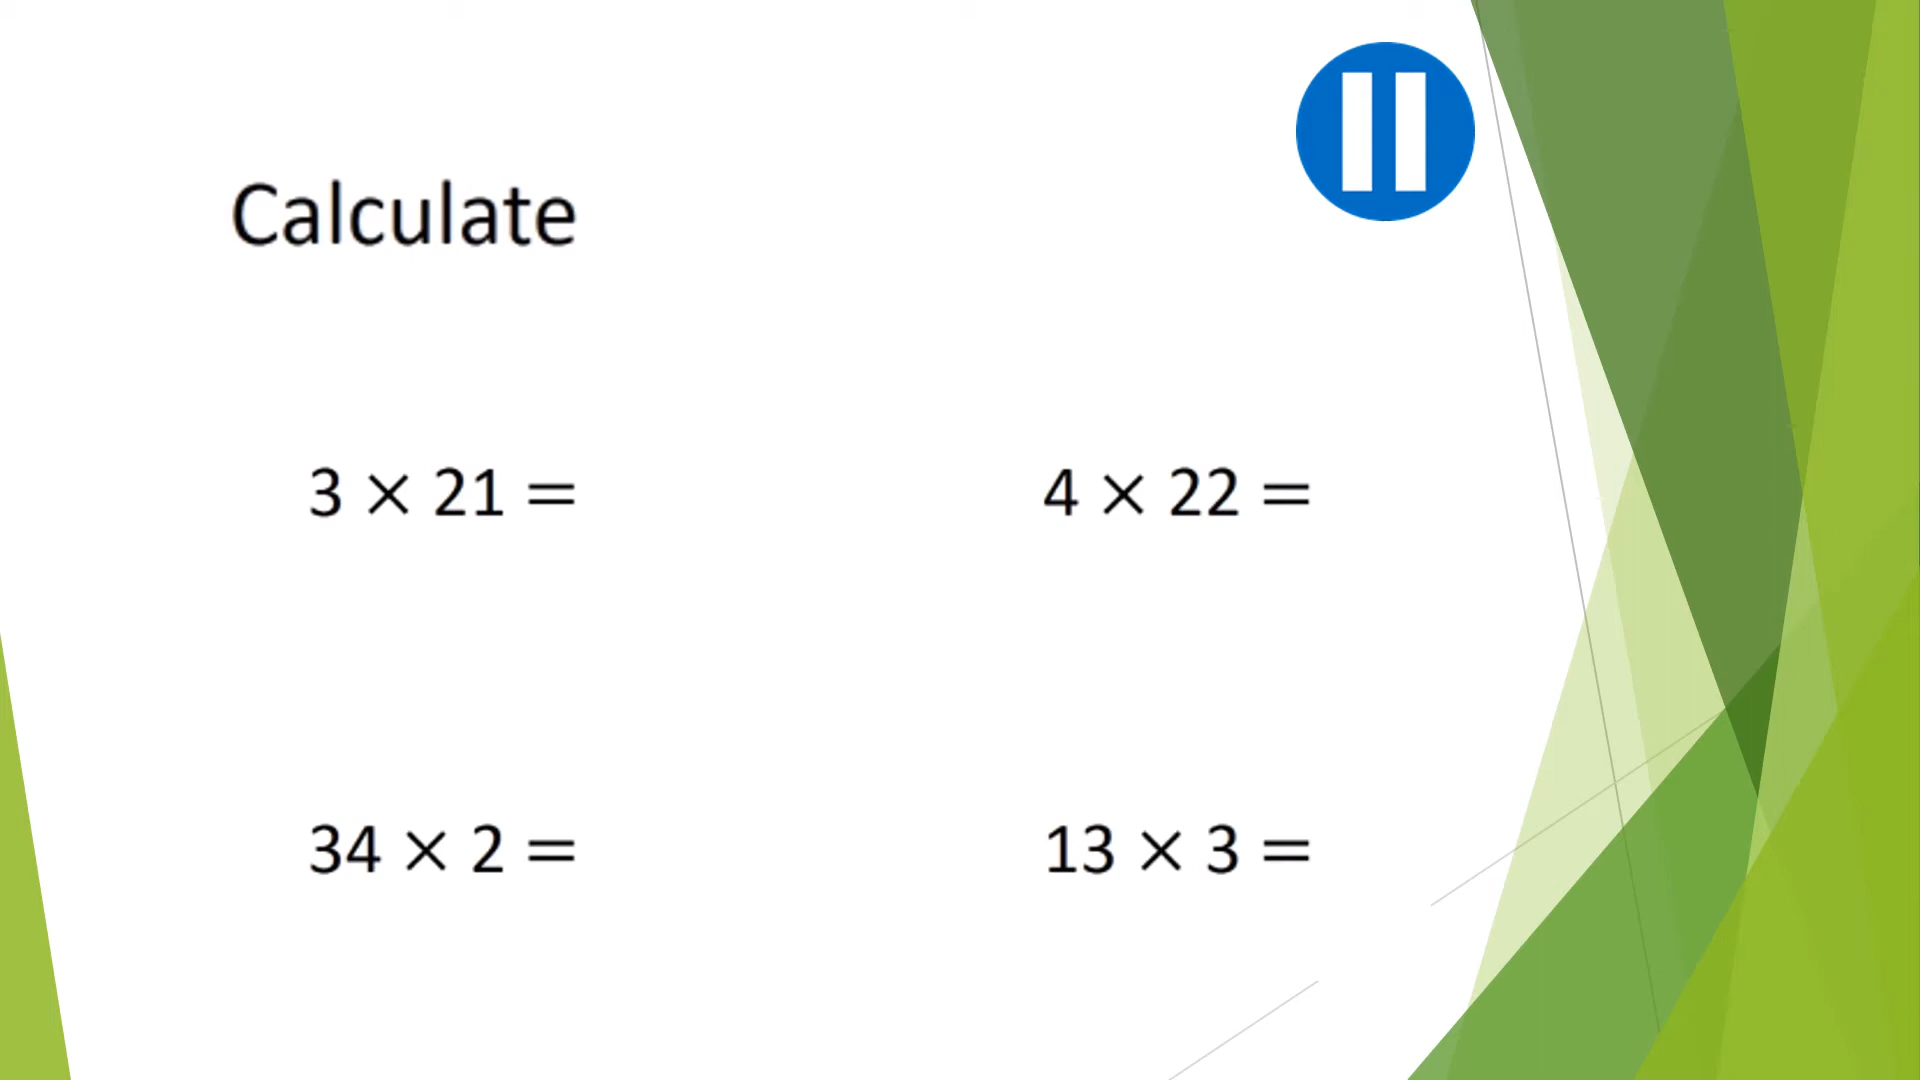 Calculate
3 × 21 =
4 × 22 =
34 × 2 =
13 × 3 =